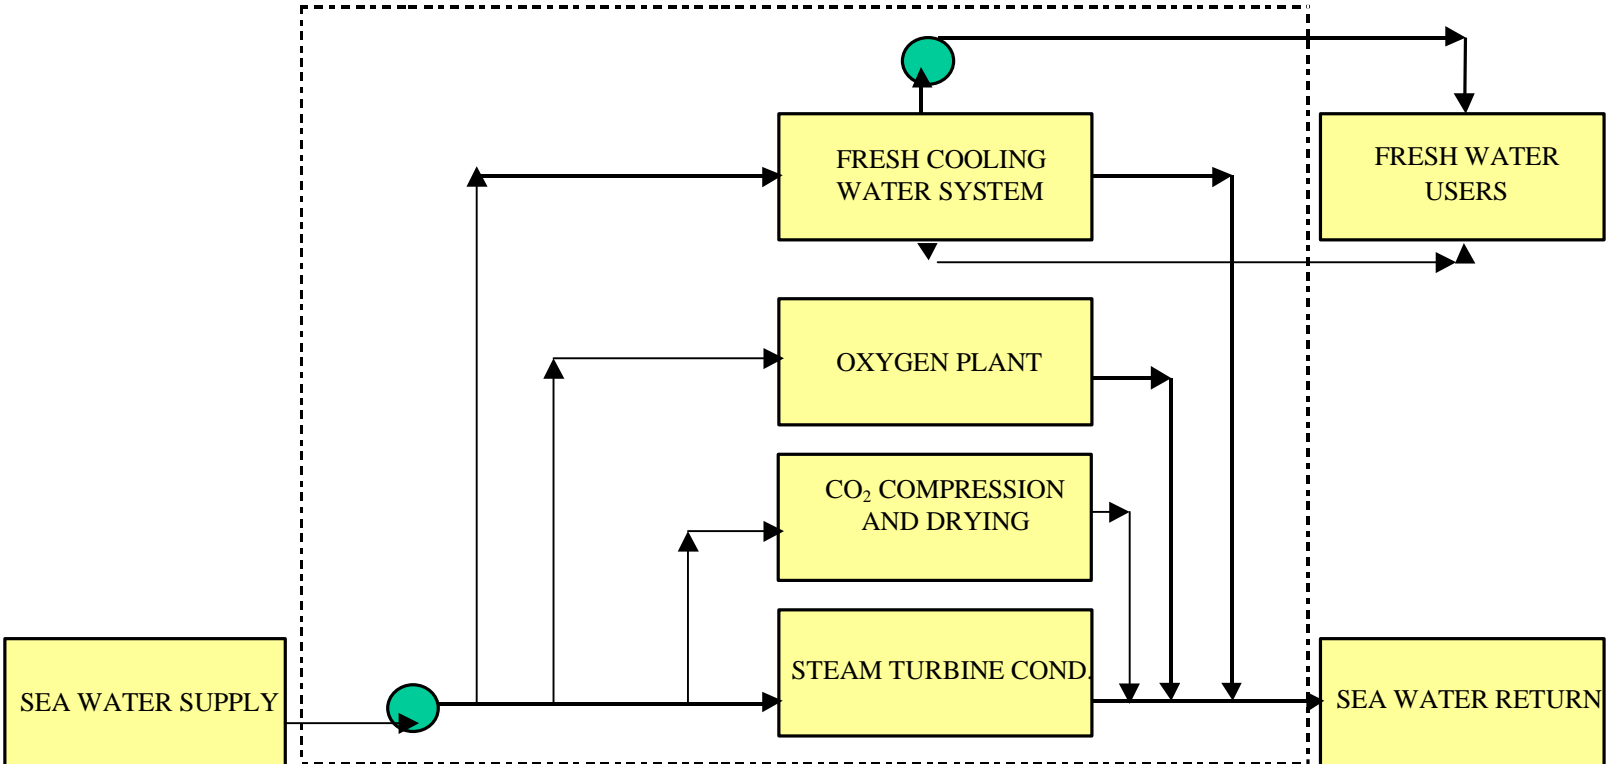 FRESH COOLING
WATER SYSTEM
FRESH WATER
USERS
OXYGEN PLANT
CO₂ COMPRESSION
AND DRYING
STEAM TURBINE COND.
SEA WATER SUPPLY
SEA WATER RETURN